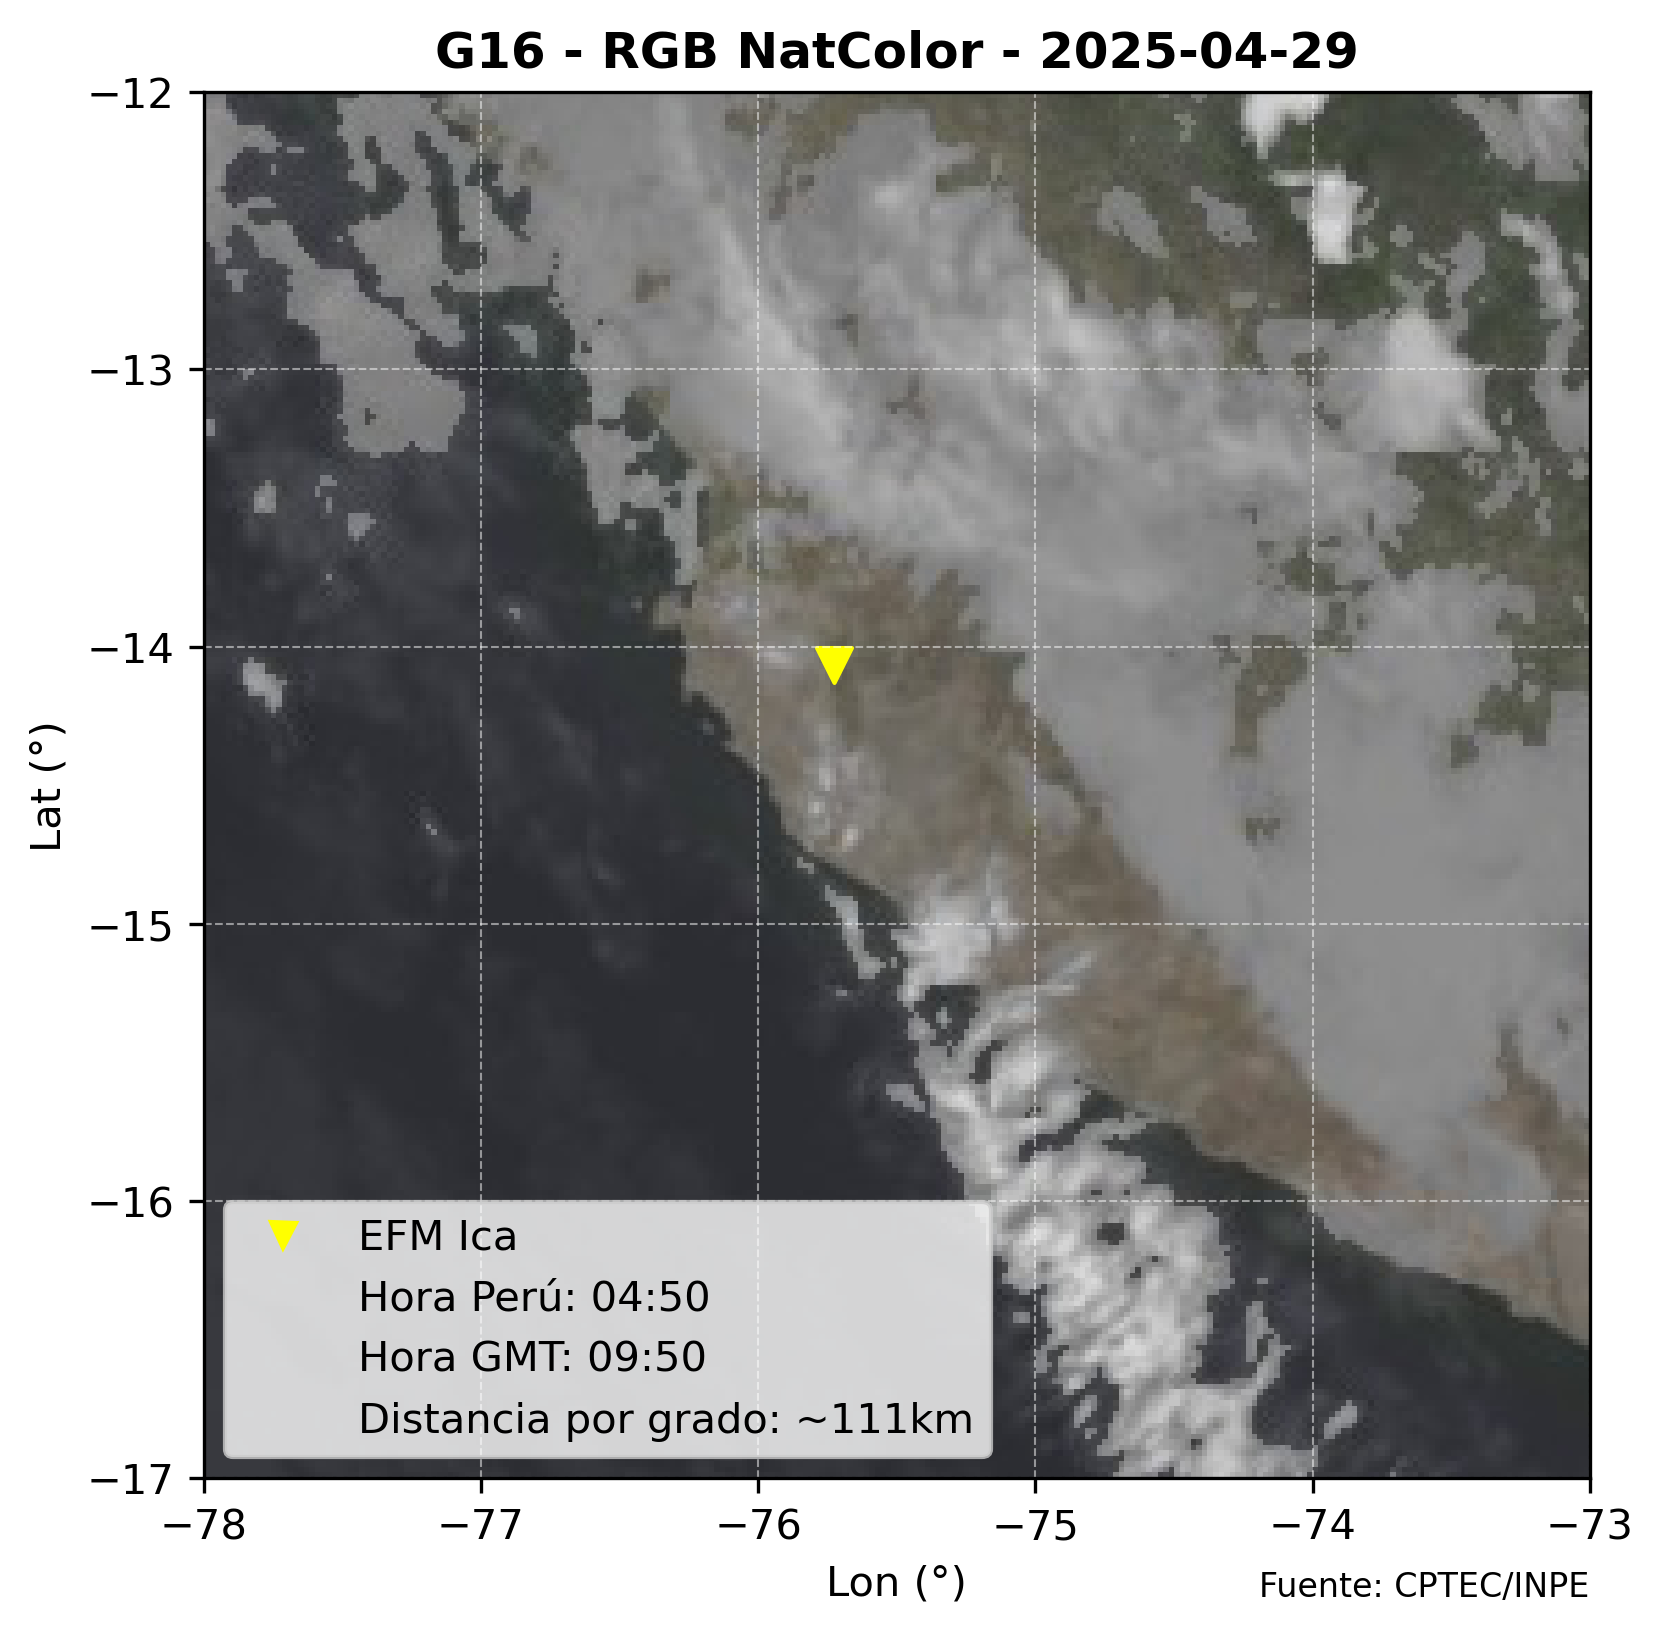 G16 - RGB NatColor - 2025-04-29
−12
−13
−14
−15
−16
−17
Lat (°)
EFM Ica
Hora Perú: 04:50
Hora GMT: 09:50
Distancia por grado: ~111km
−78
−77
−76
−75
−74
−73
Lon (°)
Fuente: CPTEC/INPE